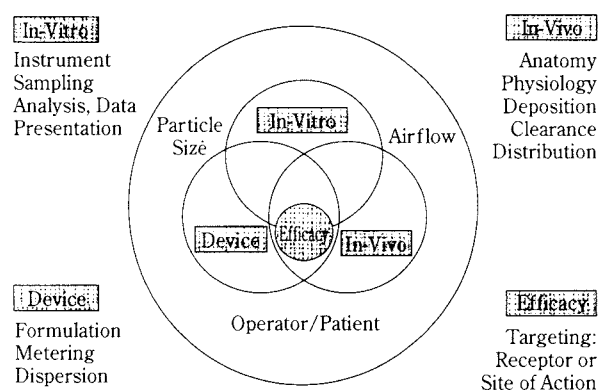 In-Vitro
Instrument
Sampling
Analysis, Data
Presentation
In-Vivo
Anatomy
Physiology
Deposition
Clearance
Distribution
Particle
Size
In-Vitro
Airflow
Device
Efficacy
In-Vivo
Operator/Patient
Device
Formulation
Metering
Dispersion
Efficacy
Targeting:
Receptor or
Site of Action